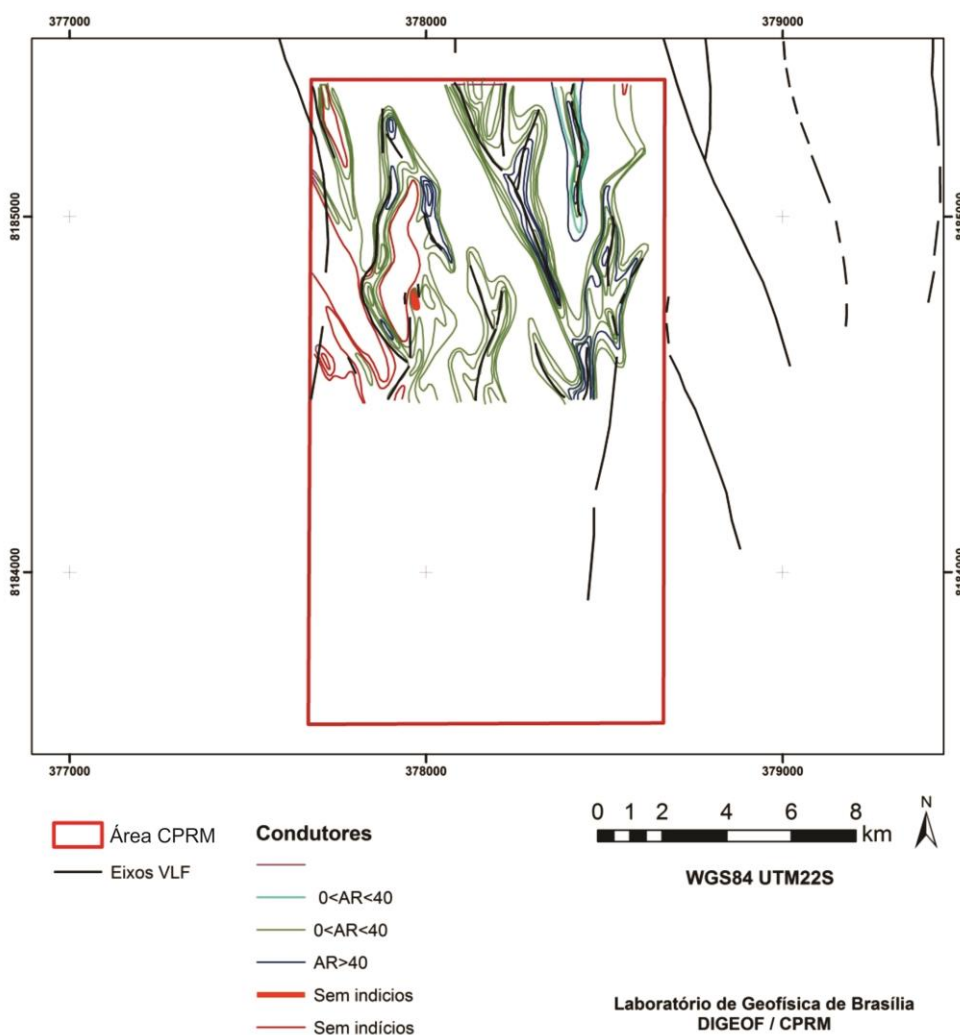 377000 378000 379000
8185000 8185000
8184000 8184000
377000 378000 379000
Área CPRM
Eixos VLF
Condutores
0<AR<40
0<AR<40
AR>40
Sem indicios
Sem indícios
0 1 2 4 6 8 km
N
WGS84 UTM22S
Laboratório de Geofísica de Brasília
DIGEOF / CPRM